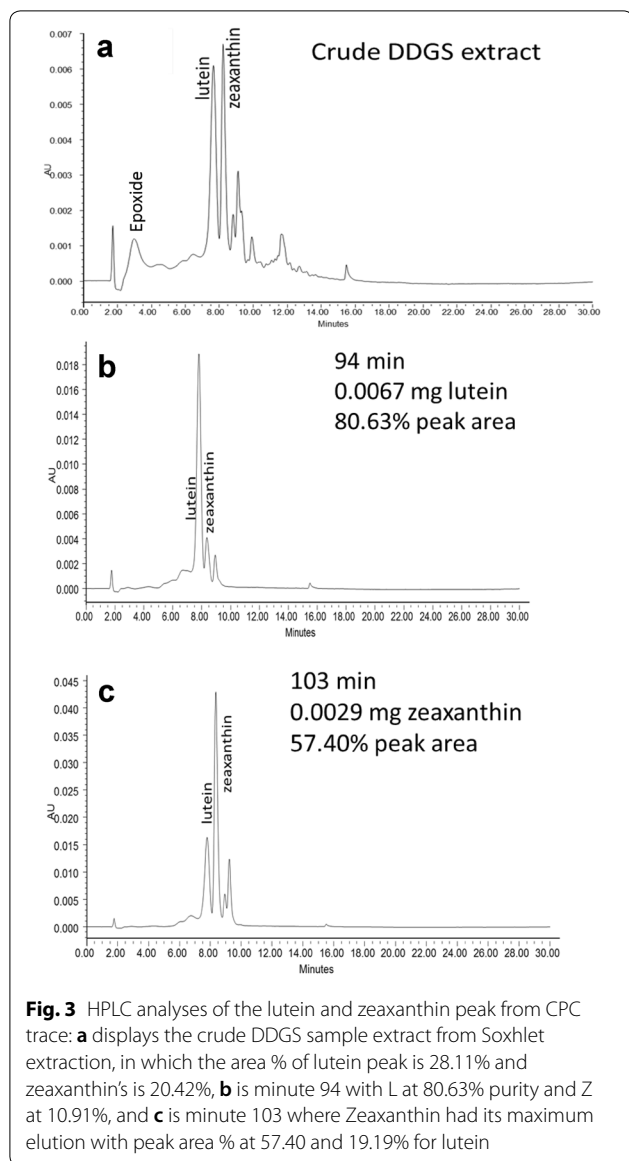 a
Crude DDGS extract
0.007
0.006
0.005
0.004
0.003
0.002
0.001
0.000
AU
Epoxide
lutein
zeaxanthin
0.00 2.00 4.00 6.00 8.00 10.00 12.00 14.00 16.00 18.00 20.00 22.00 24.00 26.00 28.00 30.00
Minutes
b
94 min
0.0067 mg lutein
80.63% peak area
0.018
0.016
0.014
0.012
0.010
0.008
0.006
0.004
0.002
0.000
AU
lutein
zeaxanthin
0.00 2.00 4.00 6.00 8.00 10.00 12.00 14.00 16.00 18.00 20.00 22.00 24.00 26.00 28.00 30.00
Minutes
c
103 min
0.0029 mg zeaxanthin
57.40% peak area
0.045
0.040
0.035
0.030
0.025
0.020
0.015
0.010
0.005
0.000
AU
lutein
zeaxanthin
0.00 2.00 4.00 6.00 8.00 10.00 12.00 14.00 16.00 18.00 20.00 22.00 24.00 26.00 28.00 30.00
Minutes
Fig. 3 HPLC analyses of the lutein and zeaxanthin peak from CPC
trace: a displays the crude DDGS sample extract from Soxhlet
extraction, in which the area % of lutein peak is 28.11% and
zeaxanthin's is 20.42%, b is minute 94 with L at 80.63% purity and Z
at 10.91%, and c is minute 103 where Zeaxanthin had its maximum
elution with peak area % at 57.40 and 19.19% for lutein